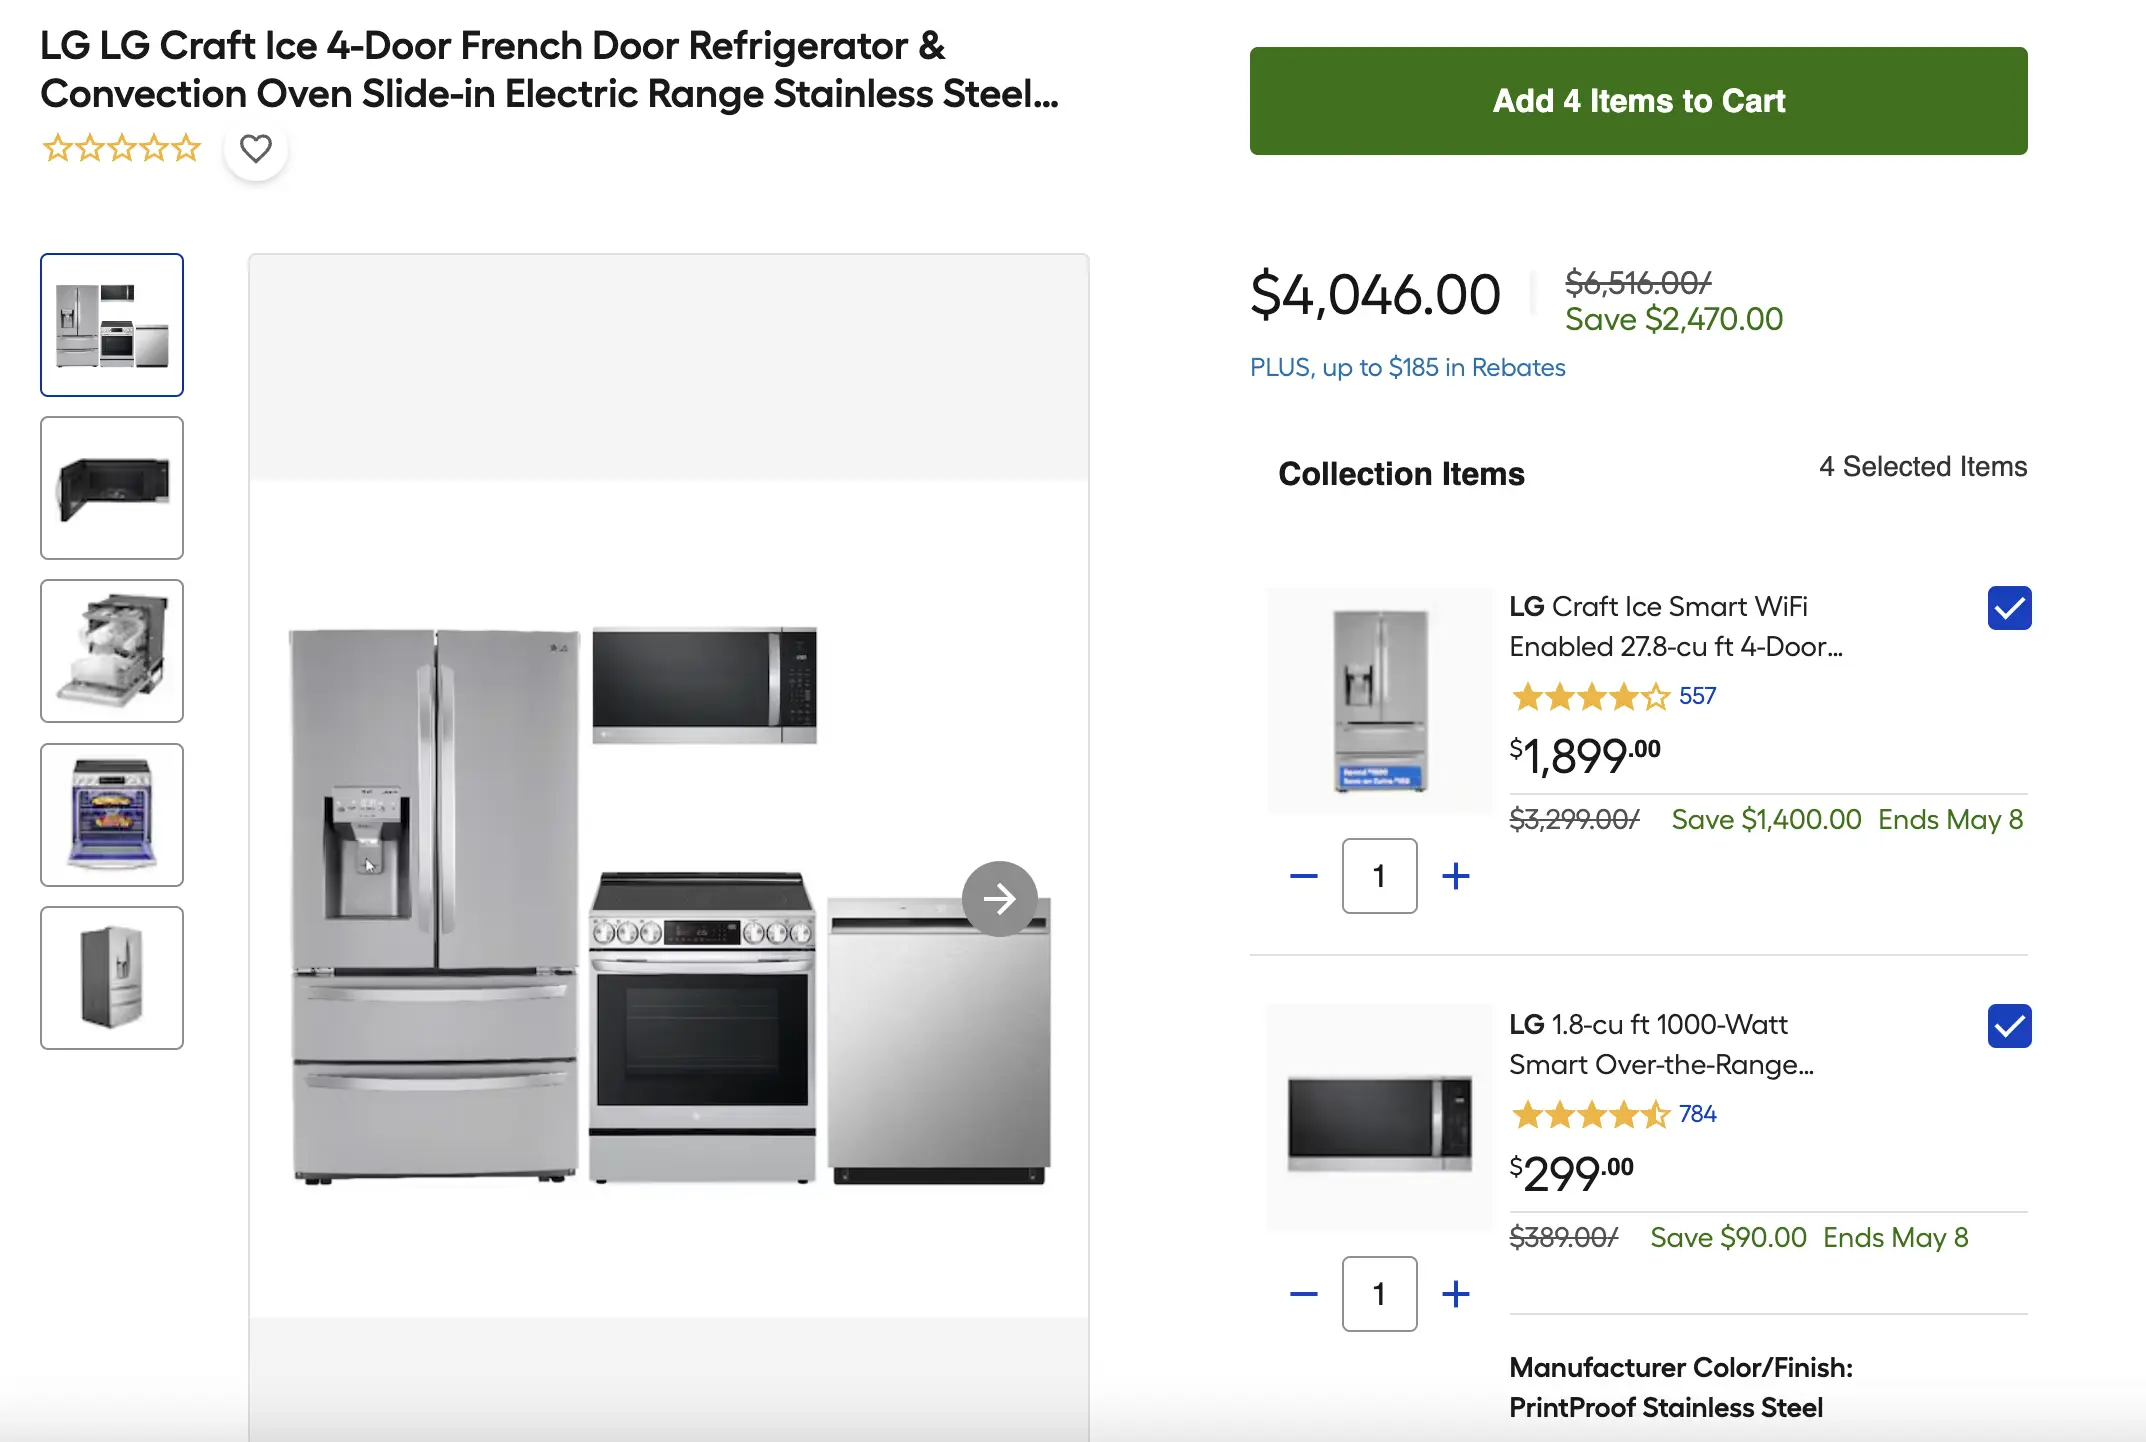 LG LG Craft Ice 4-Door French Door Refrigerator &
Convection Oven Slide-in Electric Range Stainless Steel...
Add 4 Items to Cart
$4,046.00
$6,516.00/
Save $2,470.00
PLUS, up to $185 in Rebates
Collection Items
4 Selected Items
LG Craft Ice Smart WiFi
Enabled 27.8-cu ft 4-Door...
557
$1,899.00
$3,299.00/ Save $1,400.00 Ends May 8
1
LG 1.8-cu ft 1000-Watt
Smart Over-the-Range...
784
$299.00
$389.00/ Save $90.00 Ends May 8
1
Manufacturer Color/Finish:
PrintProof Stainless Steel